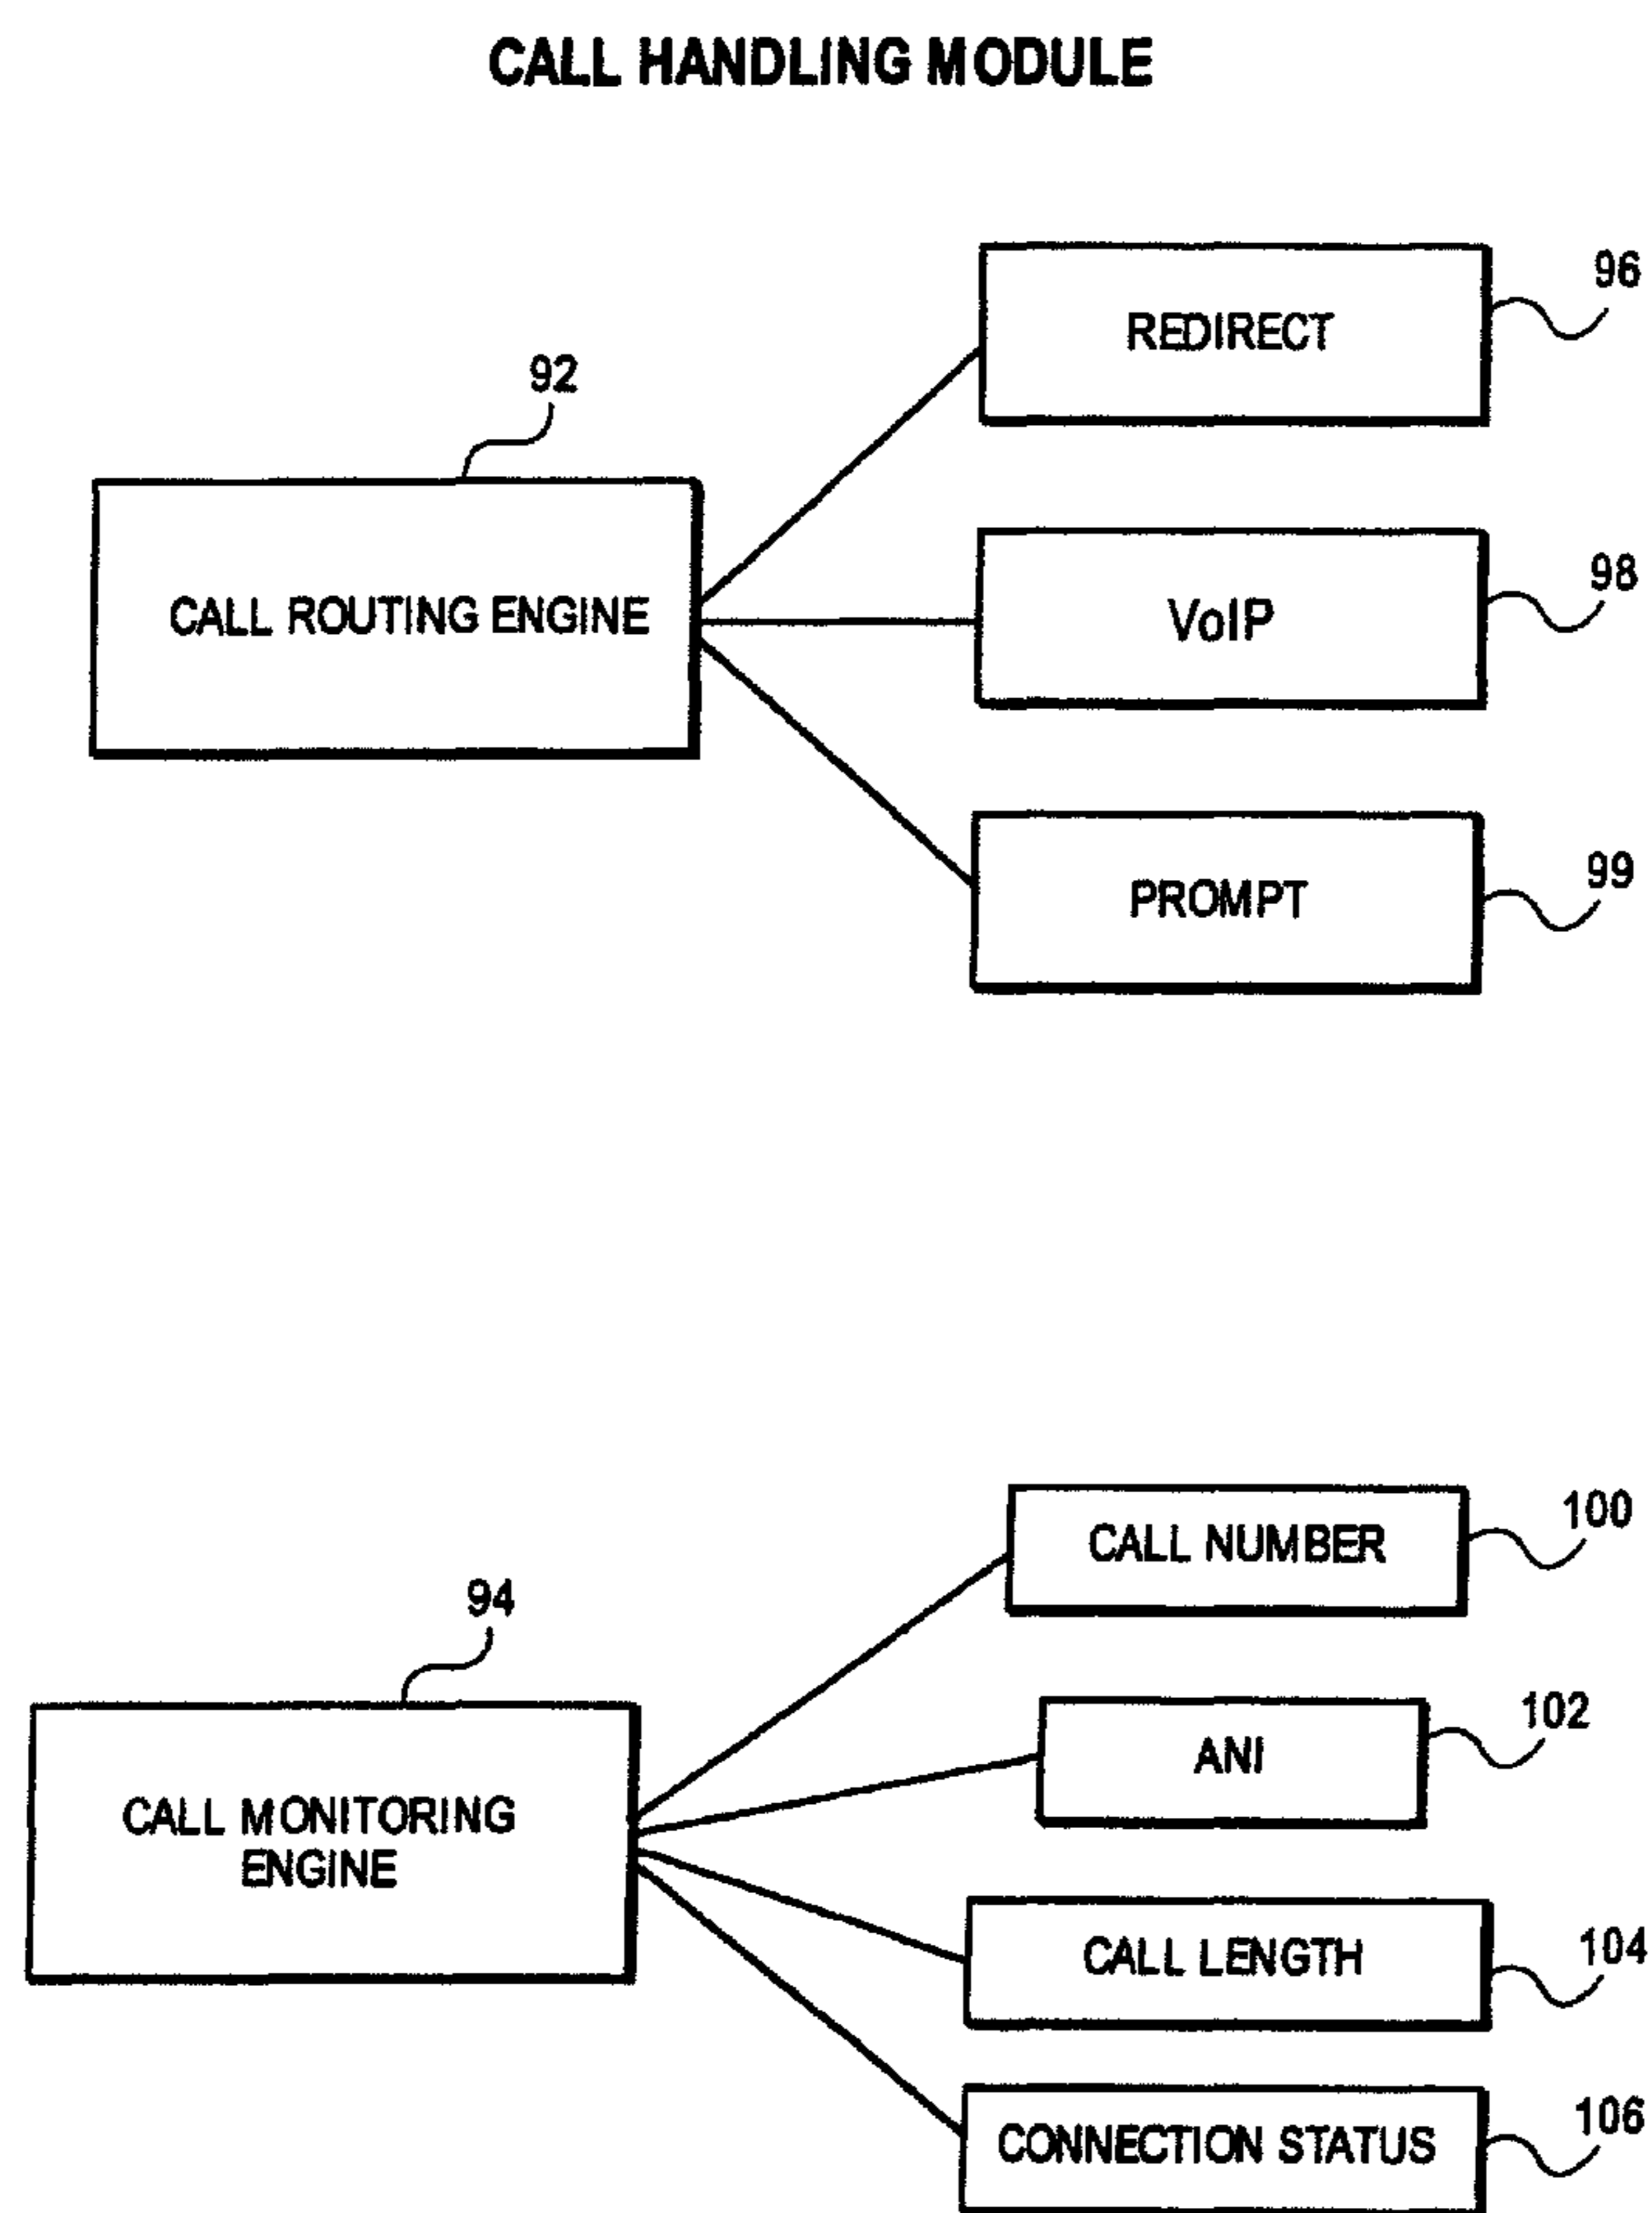 CALL HANDLING MODULE
96
REDIRECT
92
98
CALL ROUTING ENGINE
VoIP
99
PROMPT
100
CALL NUMBER
94
102
ANI
CALL MONITORING
ENGINE
104
CALL LENGTH
106
CONNECTION STATUS